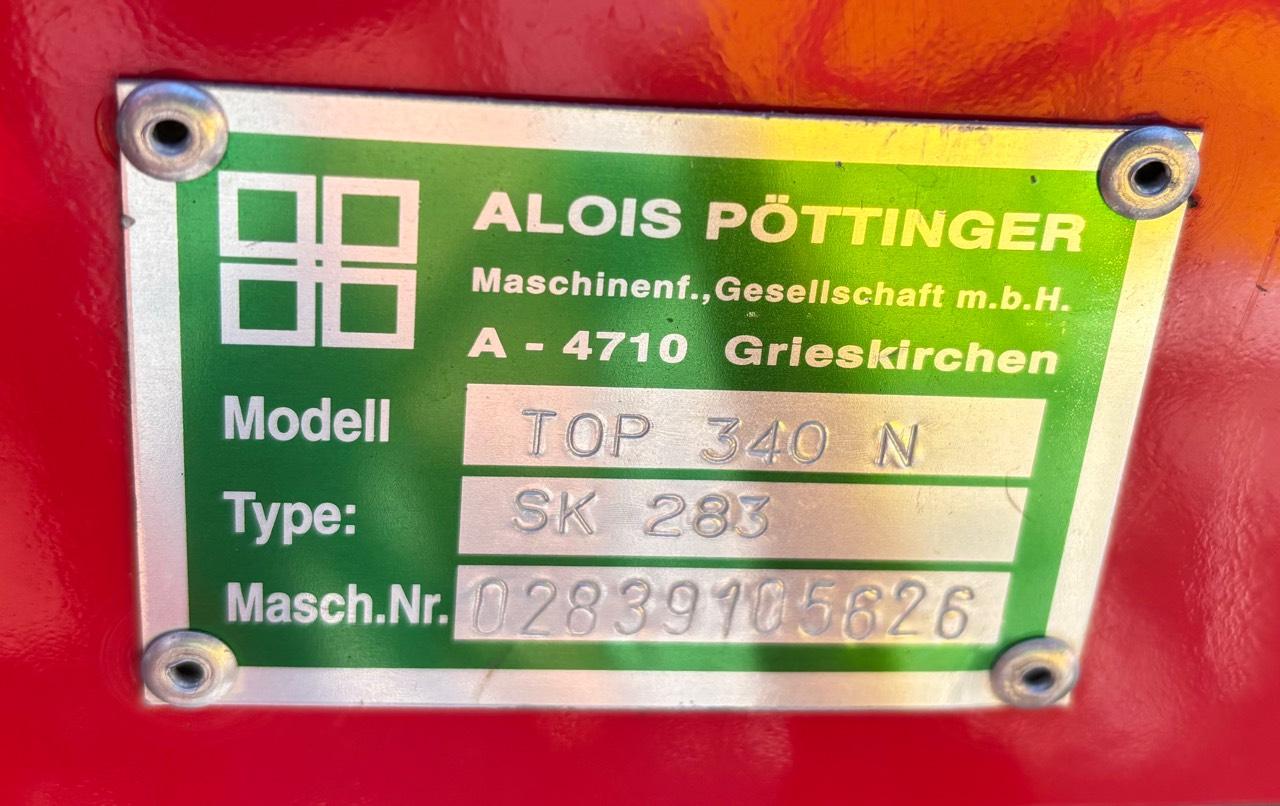 ALOIS PÖTTINGER
Maschinenf.,Gesellschaft m.b.H.
A - 4710 Grieskirchen
Modell TOP 340 N
Type: SK 283
Masch.Nr. 02839105626